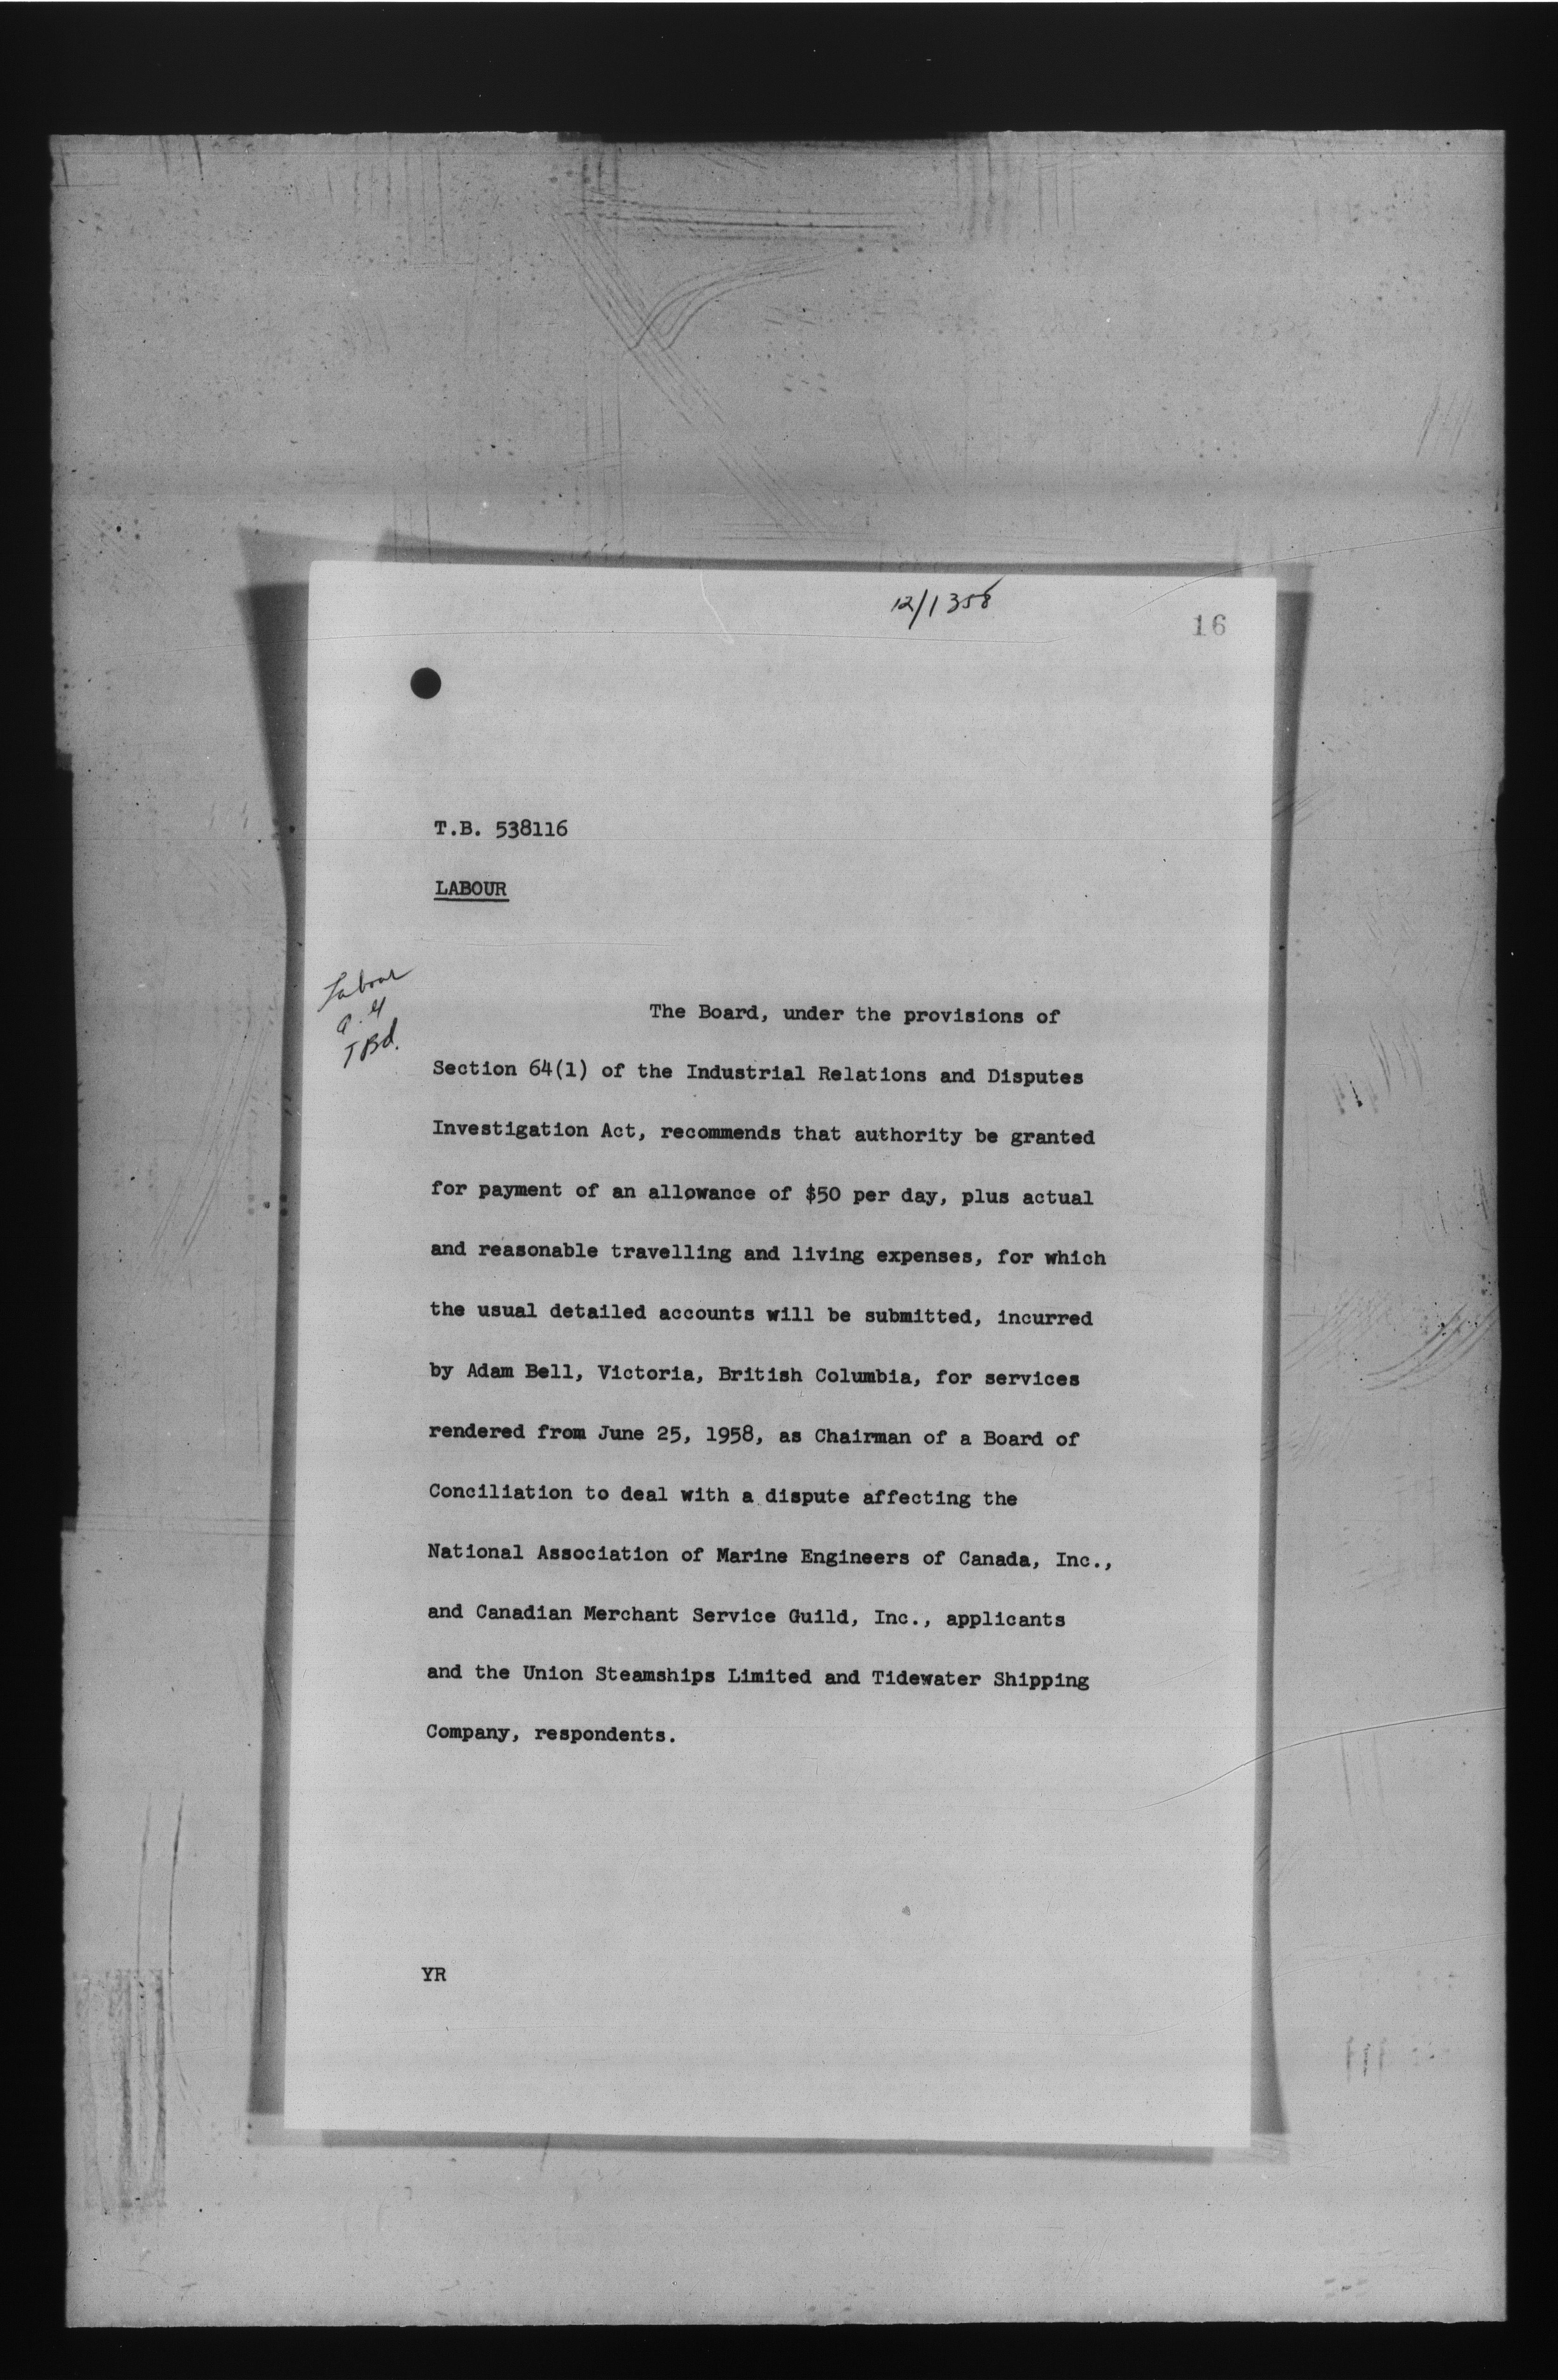 12/1358
16
T.B. 538116
LABOUR
Labour
T Bd.
The Board, under the provisions of
Section 64(1) of the Industrial Relations and Disputes
Investigation Act, recommends that authority be granted
for payment of an allowance of $50 per day, plus actual
and reasonable travelling and living expenses, for which
the usual detailed accounts will be submitted, incurred
by Adam Bell, Victoria, British Columbia, for services
rendered from June 25, 1958, as Chairman of a Board of
Conciliation to deal with a dispute affecting the
National Association of Marine Engineers of Canada, Inc.,
and Canadian Merchant Service Guild, Inc., applicants
and the Union Steamships Limited and Tidewater Shipping
Company, respondents.
YR